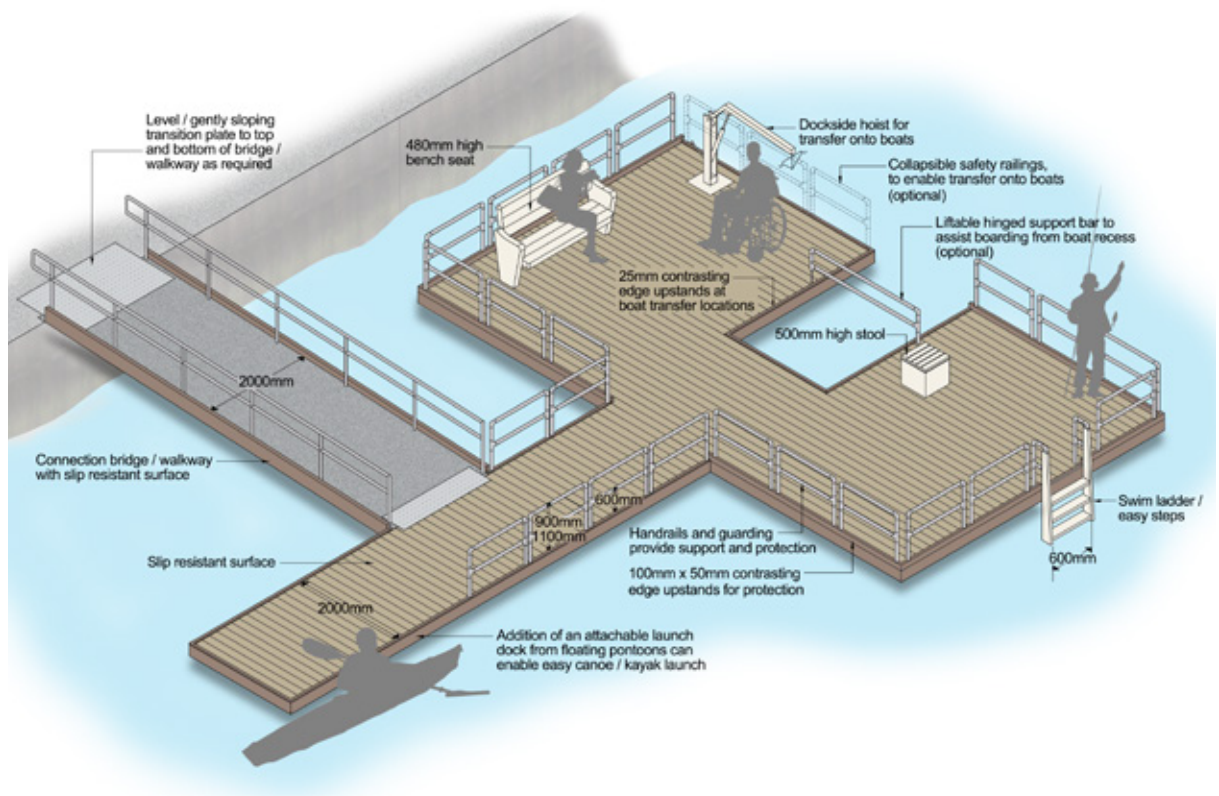 Level / gently sloping
transition plate to top
and bottom of bridge /
walkway as required
480mm high
bench seat
Dockside hoist for
transfer onto boats
Collapsible safety railings,
to enable transfer onto boats
(optional)
Liftable hinged support bar to
assist boarding from boat recess
(optional)
25mm contrasting
edge upstands at
boat transfer locations
500mm high stool
2000mm
Connection bridge / walkway
with slip resistant surface
600mm
900mm
1100mm
Handrails and guarding
provide support and protection
Swim ladder /
easy steps
600mm
Slip resistant surface
100mm x 50mm contrasting
edge upstands for protection
2000mm
Addition of an attachable launch
dock from floating pontoons can
enable easy canoe / kayak launch